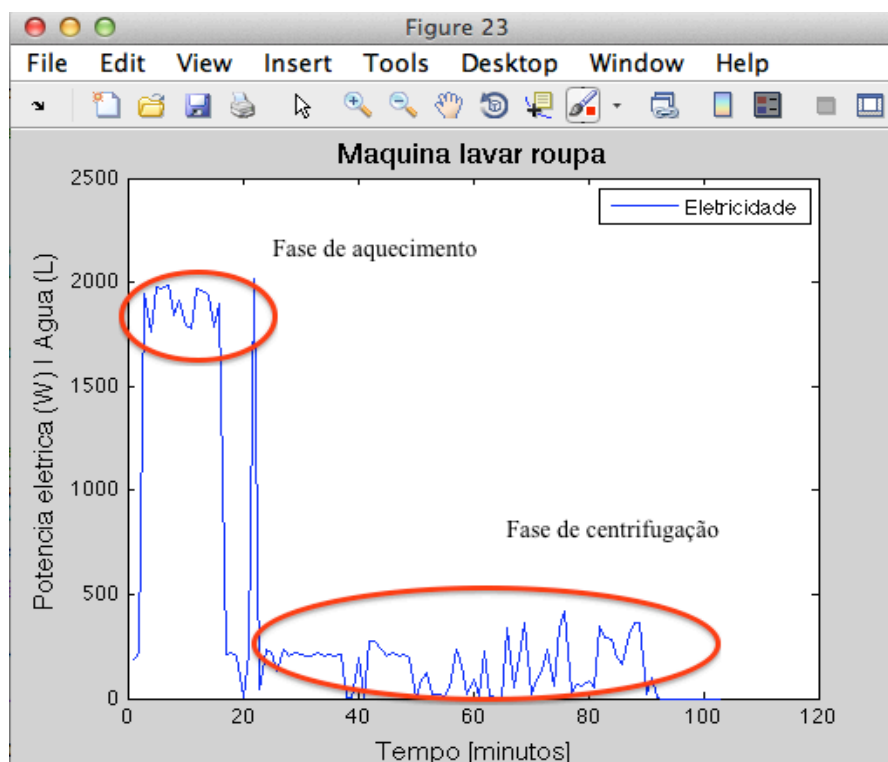 Figure 23
File Edit View Insert Tools Desktop Window Help
Maquina lavar roupa
2500
Eletricidade
Fase de aquecimento
2000
1500
1000
Fase de centrifugação
500
0
Potencia eletrica (W) | Agua (L)
0 20 40 60 80 100 120
Tempo [minutos]